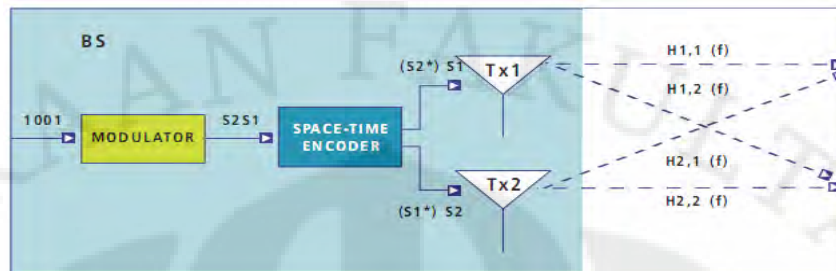 BS
(S2*) S1
Tx1
H1,1 (f)
H1,2 (f)
1001
MODULATOR
S2S1
SPACE-TIME
ENCODER
Tx2
(S1*) S2
H2,1 (f)
H2,2 (f)